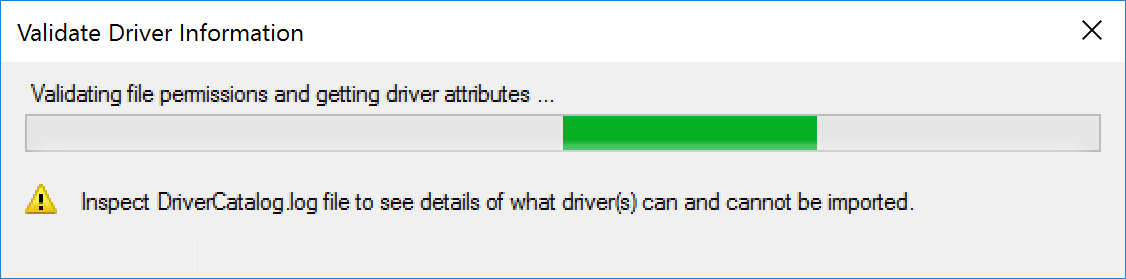 Validate Driver Information
Validating file permissions and getting driver attributes ...
Inspect DriverCatalog.log file to see details of what driver(s) can and cannot be imported.